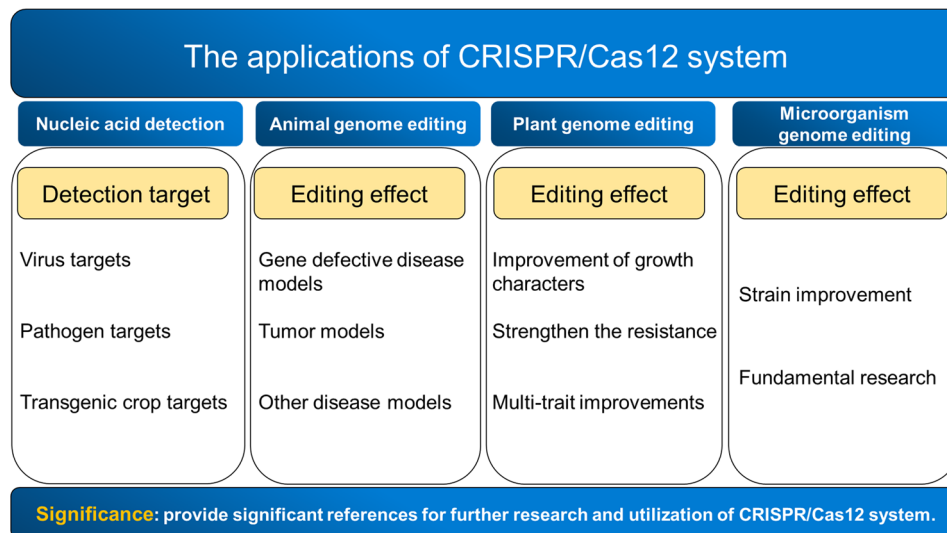 The applications of CRISPR/Cas12 system
Nucleic acid detection
Animal genome editing
Plant genome editing
Microorganism
genome editing
Detection target
Virus targets
Pathogen targets
Transgenic crop targets
Editing effect
Gene defective disease
models
Tumor models
Other disease models
Editing effect
Improvement of growth
characters
Strengthen the resistance
Multi-trait improvements
Editing effect
Strain improvement
Fundamental research
Significance: provide significant references for further research and utilization of CRISPR/Cas12 system.